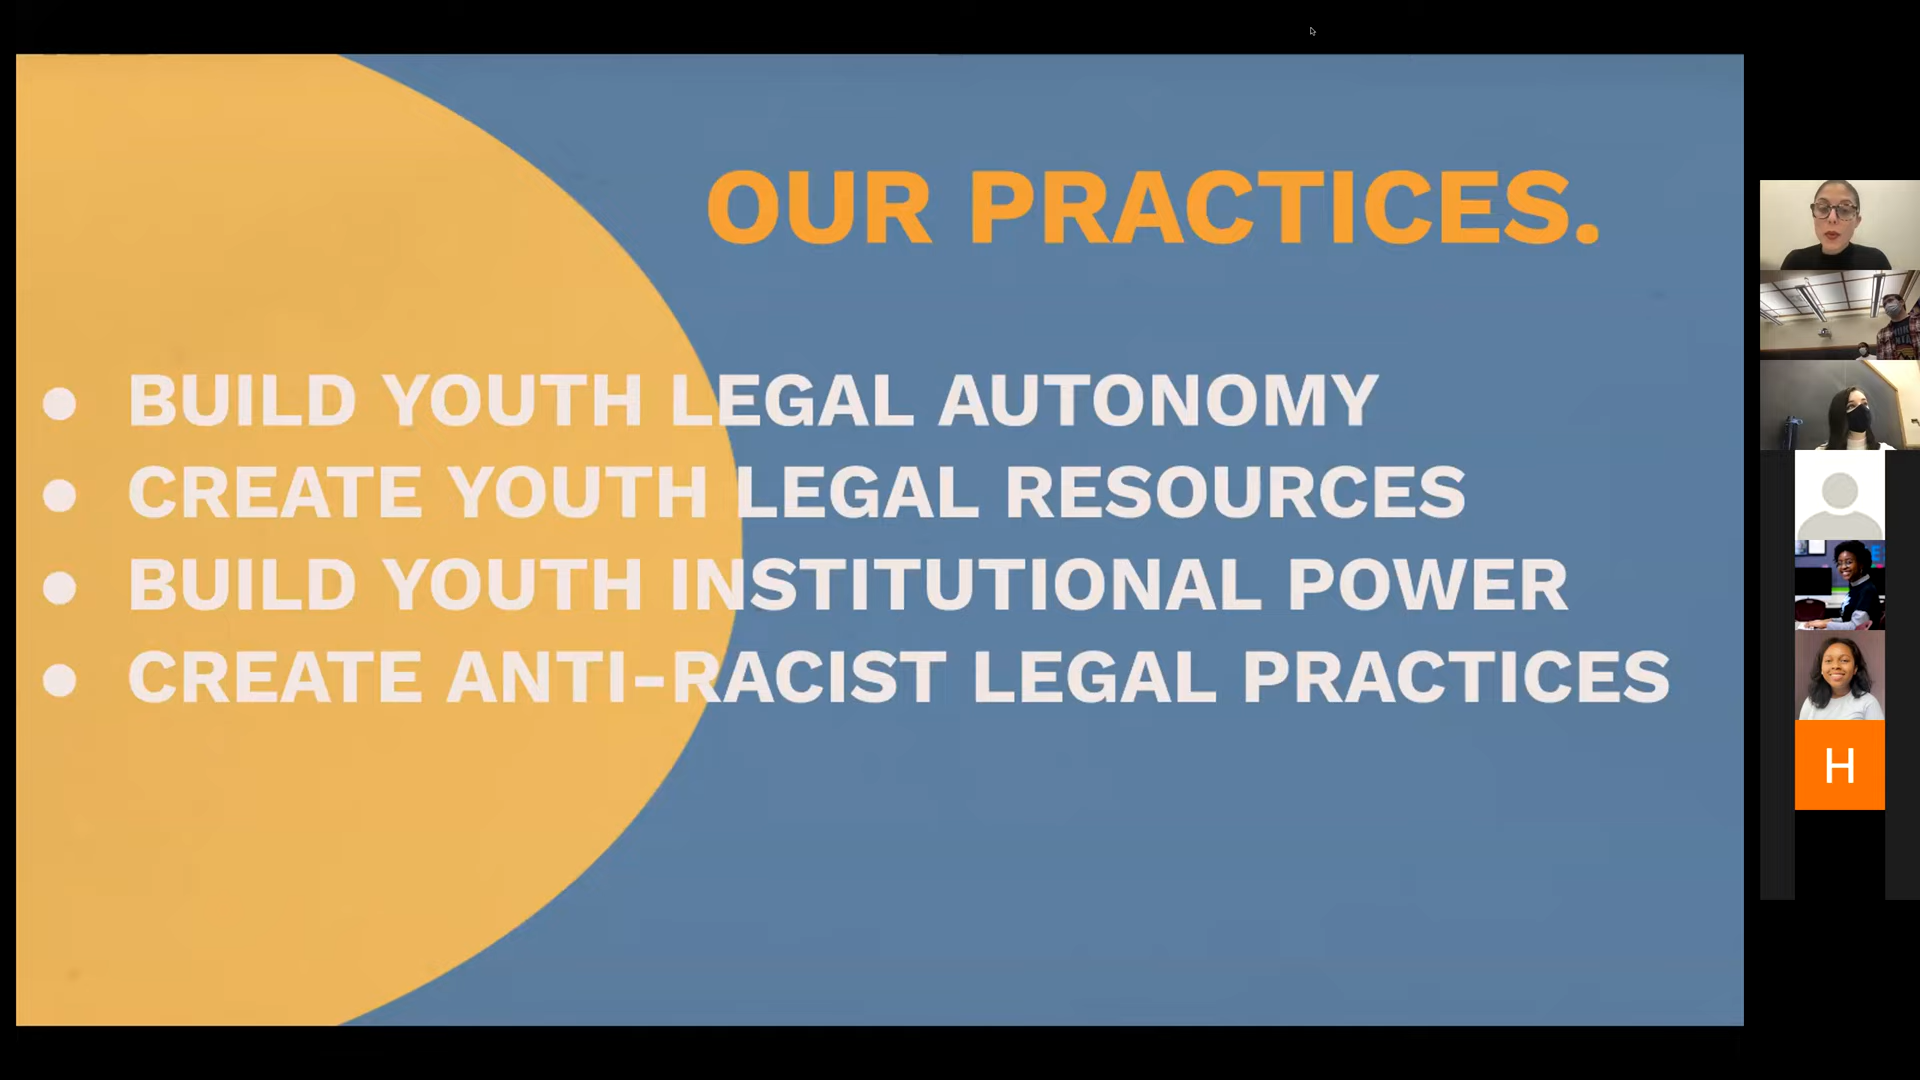 OUR PRACTICES.
● BUILD YOUTH LEGAL AUTONOMY
● CREATE YOUTH LEGAL RESOURCES
● BUILD YOUTH INSTITUTIONAL POWER
● CREATE ANTI-RACIST LEGAL PRACTICES
H